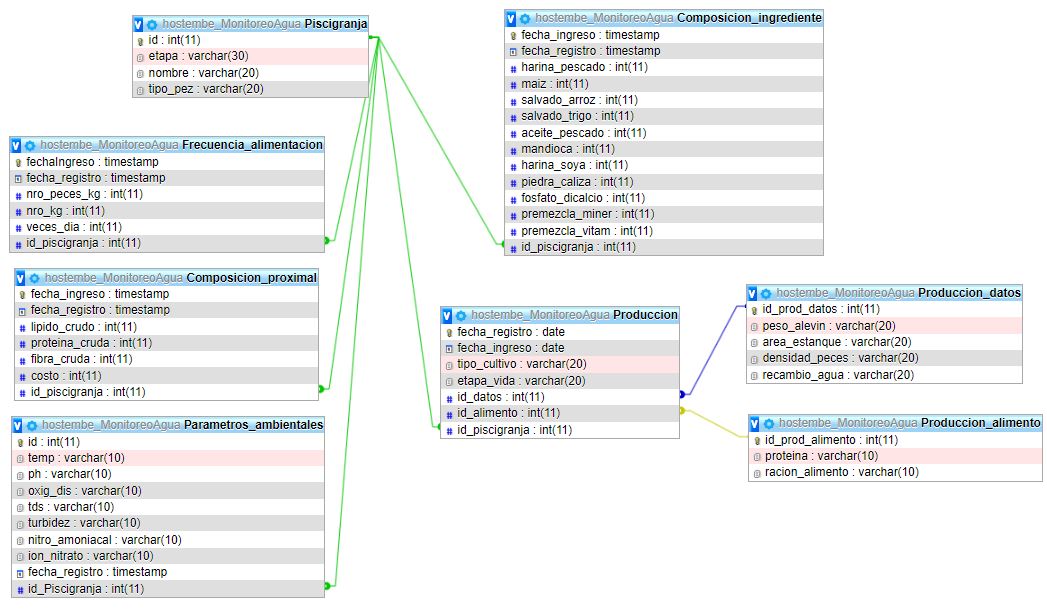 hostembe_MonitoreoAgua Piscigranja
id : int(11)
etapa : varchar(30)
nombre : varchar(20)
tipo_pez : varchar(20)
hostembe_MonitoreoAgua Composicion_ingrediente
fecha_ingreso : timestamp
fecha_registro : timestamp
harina_pescado : int(11)
maiz : int(11)
salvado_arroz : int(11)
salvado_trigo : int(11)
aceite_pescado : int(11)
mandioca : int(11)
harina_soya : int(11)
piedra_caliza : int(11)
fosfato_dicalcio : int(11)
premezcla_miner : int(11)
premezcla_vitam : int(11)
id_piscigranja : int(11)
hostembe_MonitoreoAgua Frecuencia_alimentacion
fechaIngreso : timestamp
fecha_registro : timestamp
nro_peces_kg : int(11)
nro_kg : int(11)
veces_dia : int(11)
id_piscigranja : int(11)
hostembe_MonitoreoAgua Composicion_proximal
fecha_ingreso : timestamp
fecha_registro : timestamp
lipido_crudo : int(11)
proteina_cruda : int(11)
fibra_cruda : int(11)
costo : int(11)
id_piscigranja : int(11)
hostembe_MonitoreoAgua Produccion
fecha_registro : date
fecha_ingreso : date
tipo_cultivo : varchar(20)
etapa_vida : varchar(20)
id_datos : int(11)
id_alimento : int(11)
id_piscigranja : int(11)
hostembe_MonitoreoAgua Produccion_datos
id_prod_datos : int(11)
peso_alevin : varchar(20)
area_estanque : varchar(20)
densidad_peces : varchar(20)
recambio_agua : varchar(20)
hostembe_MonitoreoAgua Produccion_alimento
id_prod_alimento : int(11)
proteina : varchar(10)
racion_alimento : varchar(10)
hostembe_MonitoreoAgua Parametros_ambientales
id : int(11)
temp : varchar(10)
ph : varchar(10)
oxig_dis : varchar(10)
tds : varchar(10)
turbidez : varchar(10)
nitro_amoniacal : varchar(10)
ion_nitrato : varchar(10)
fecha_registro : timestamp
id_Piscigranja : int(11)